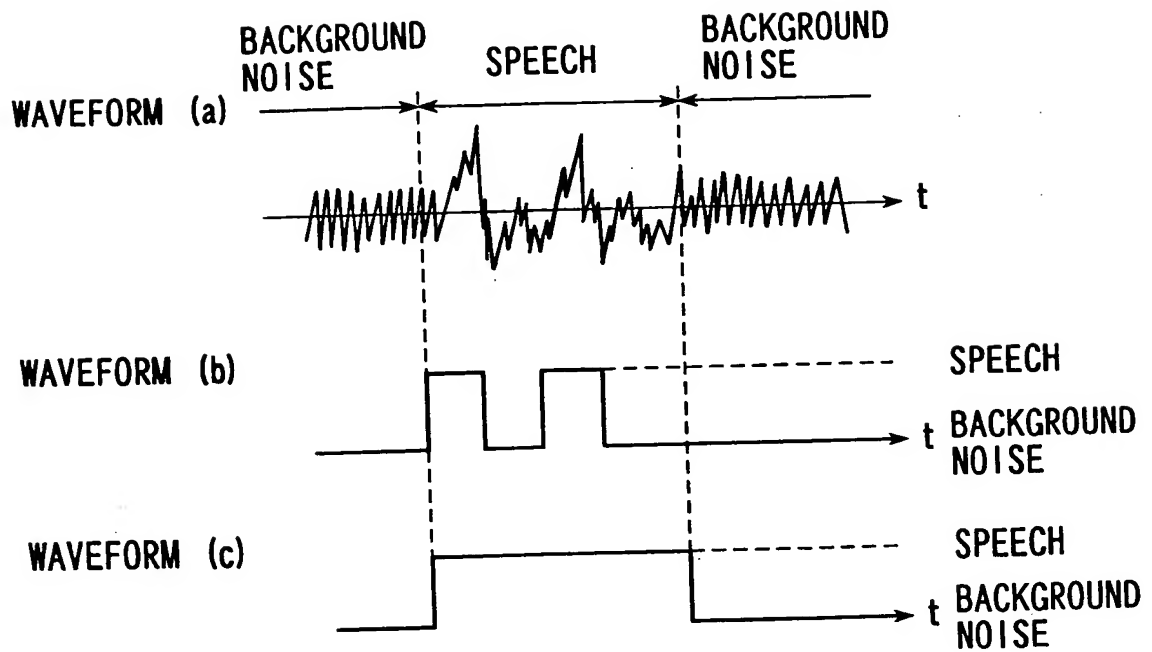 BACKGROUND
NOISE
SPEECH
BACKGROUND
NOISE
WAVEFORM (a)
t
WAVEFORM (b)
SPEECH
t
BACKGROUND
NOISE
WAVEFORM (c)
SPEECH
t
BACKGROUND
NOISE